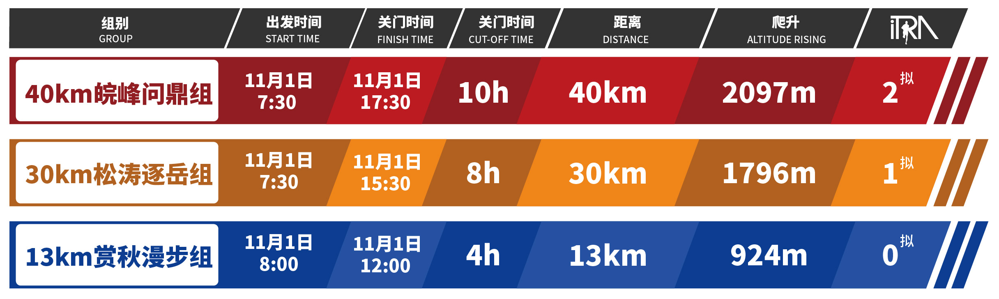 组别 出发时间 关门时间 关门时间 距离 爬升 iTRA
GROUP START TIME FINISH TIME CUT-OFF TIME DISTANCE ALTITUDE RISING
40km皖峰问鼎组 11月1日 7:30 11月1日 17:30 10h 40km 2097m 2拟
30km松涛逐岳组 11月1日 7:30 11月1日 15:30 8h 30km 1796m 1拟
13km赏秋漫步组 11月1日 8:00 11月1日 12:00 4h 13km 924m 0拟